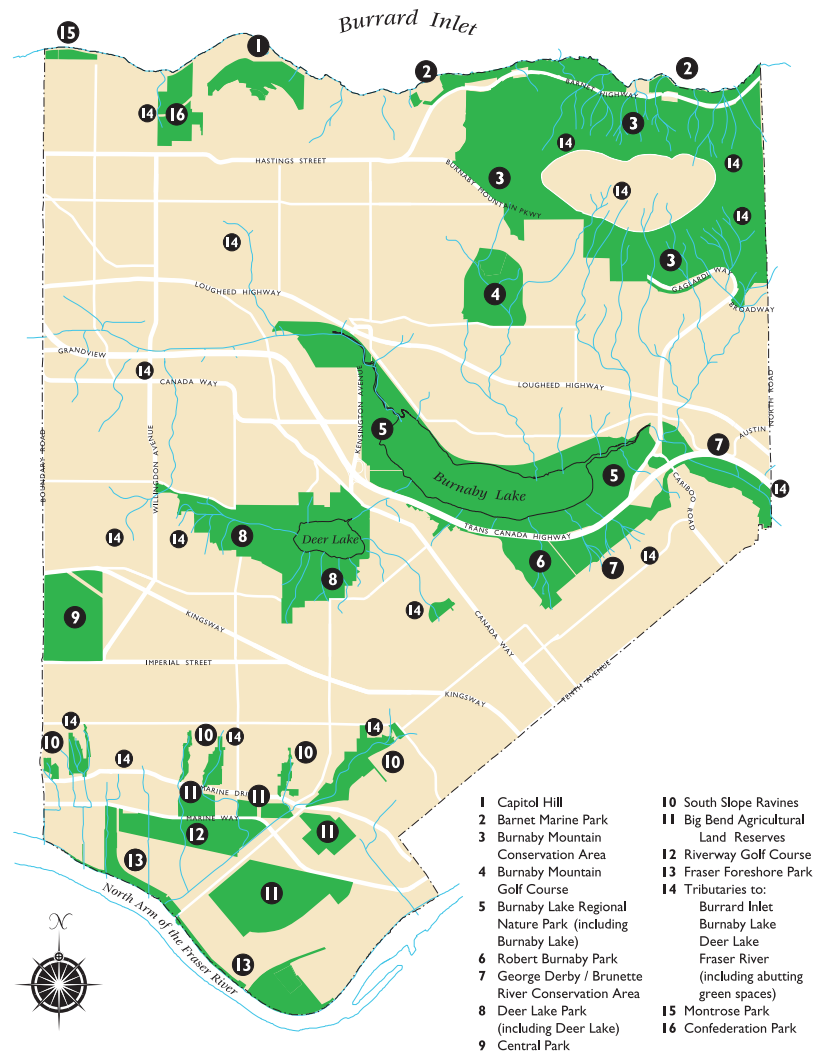 Burrard Inlet
15
1
2
2
BARNET HIGHWAY
14
16
3
14
14
HASTINGS STREET
BURNABY MOUNTAIN PKWY
3
14
14
14
3
LOUGHEED HIGHWAY
4
GAGLARDI WAY
BROADWAY
GRANDVIEW
14
CANADA WAY
KENSINGTON AVENUE
LOUGHEED HIGHWAY
NORTH ROAD
AUSTIN
BOUNDARY ROAD
WILLINGDON AVENUE
5
7
5
Burnaby Lake
CARIBOO ROAD
14
TRANS CANADA HIGHWAY
14
14
8
Deer Lake
6
7
14
8
9
14
KINGSWAY
CANADA WAY
IMPERIAL STREET
TENTH AVENUE
KINGSWAY
10
14
14
10
14
10
14
10
MARINE DRI
11
11
MARINE WAY
12
11
13
11
North Arm of the Fraser River
13
N
1 Capitol Hill
2 Barnet Marine Park
3 Burnaby Mountain
Conservation Area
4 Burnaby Mountain
Golf Course
5 Burnaby Lake Regional
Nature Park (including
Burnaby Lake)
6 Robert Burnaby Park
7 George Derby / Brunette
River Conservation Area
8 Deer Lake Park
(including Deer Lake)
9 Central Park
10 South Slope Ravines
11 Big Bend Agricultural
Land Reserves
12 Riverway Golf Course
13 Fraser Foreshore Park
14 Tributaries to:
Burrard Inlet
Burnaby Lake
Deer Lake
Fraser River
(including abutting
green spaces)
15 Montrose Park
16 Confederation Park